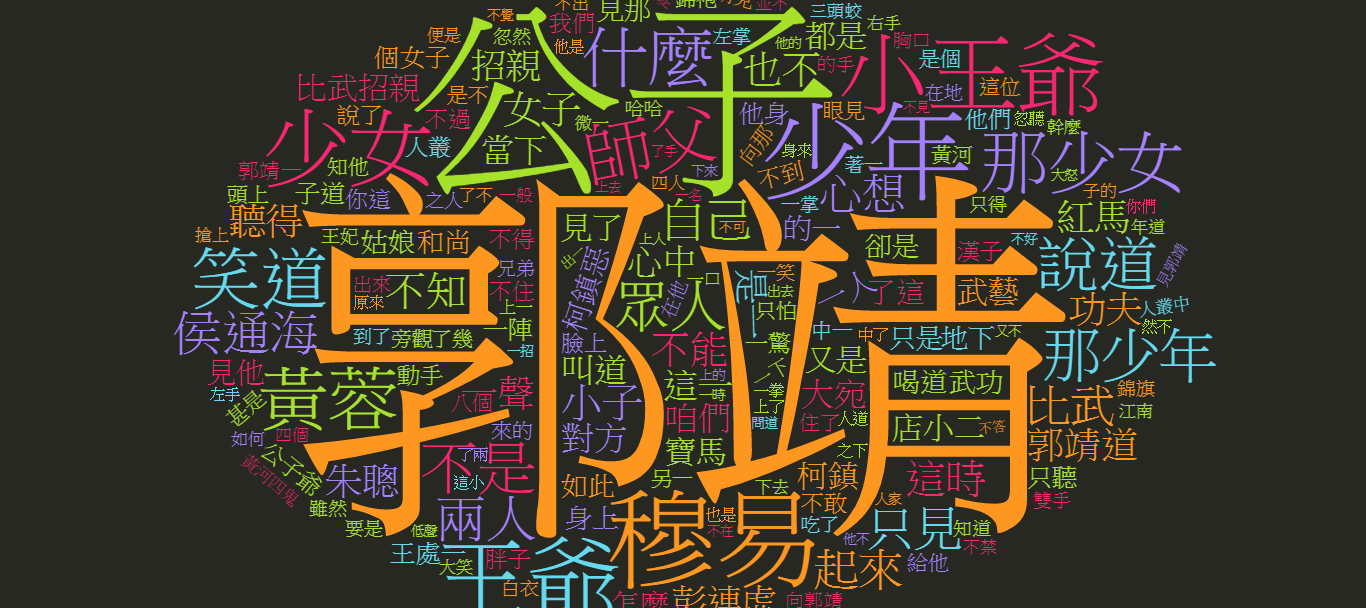 不覺
不出
歸飛
見那
三頭蛟
便是
忽然
我們
他是
公子
什麼
左掌
他的
都是
右手
個女子
招親
也不
的手
胸口
是個
小王爺
比武招親
是不
女子
哈哈
眼見
在地
這位
說了
不過
微一
師父
他身
少年
不見
他們
忽聽
幹麼
少女
人叢
當下
了手
向那
身來
著一
黃河
那少女
大怒
郭靖一
知他
下來
不到
頭上
子道
你這
之人
了不
一般
上去
四人
一名
一掌
心想
只得
子的
你們
聽得
自己
不可
的一
紅馬
年道
搶上
王妃
姑娘
和尚
不得
見了
上人
卻是
漢子
不好
郭靖
笑道
兄弟
出來
原來
不知
不住
柯鎮惡
心中
在他
一笑
出去
一人
了這
武藝
說道
見郭靖
眾人
是一
只怕
功夫
人叢中
侯通海
到了
旁觀
了幾
一陣
上一
臉上
一驚
中一
中了
只是
地下
又不
然不
一招
不能
又是
那少年
見他
動手
叫道
這一
上的
一時
左手
黃蓉
八個
聲
小子
咱們
一拳
上了
大宛
喝道
武功
比武
錦旗
甚是
來的
對方
問道
住了
人道
店小二
不答
江南
如何
四個
公子爺
不是
了兩
寶馬
之下
郭靖道
黃河四鬼
朱聰
這小
如此
另一
下去
柯鎮
這時
只聽
雖然
兩人
身上
穆易
也是
不敢
人家
雙手
要是
低聲
不在
吃了
他不
只見
知道
王處一
大笑
胖子
起來
給他
不禁
王爺
白衣
怎麼
彭連虎
向郭靖